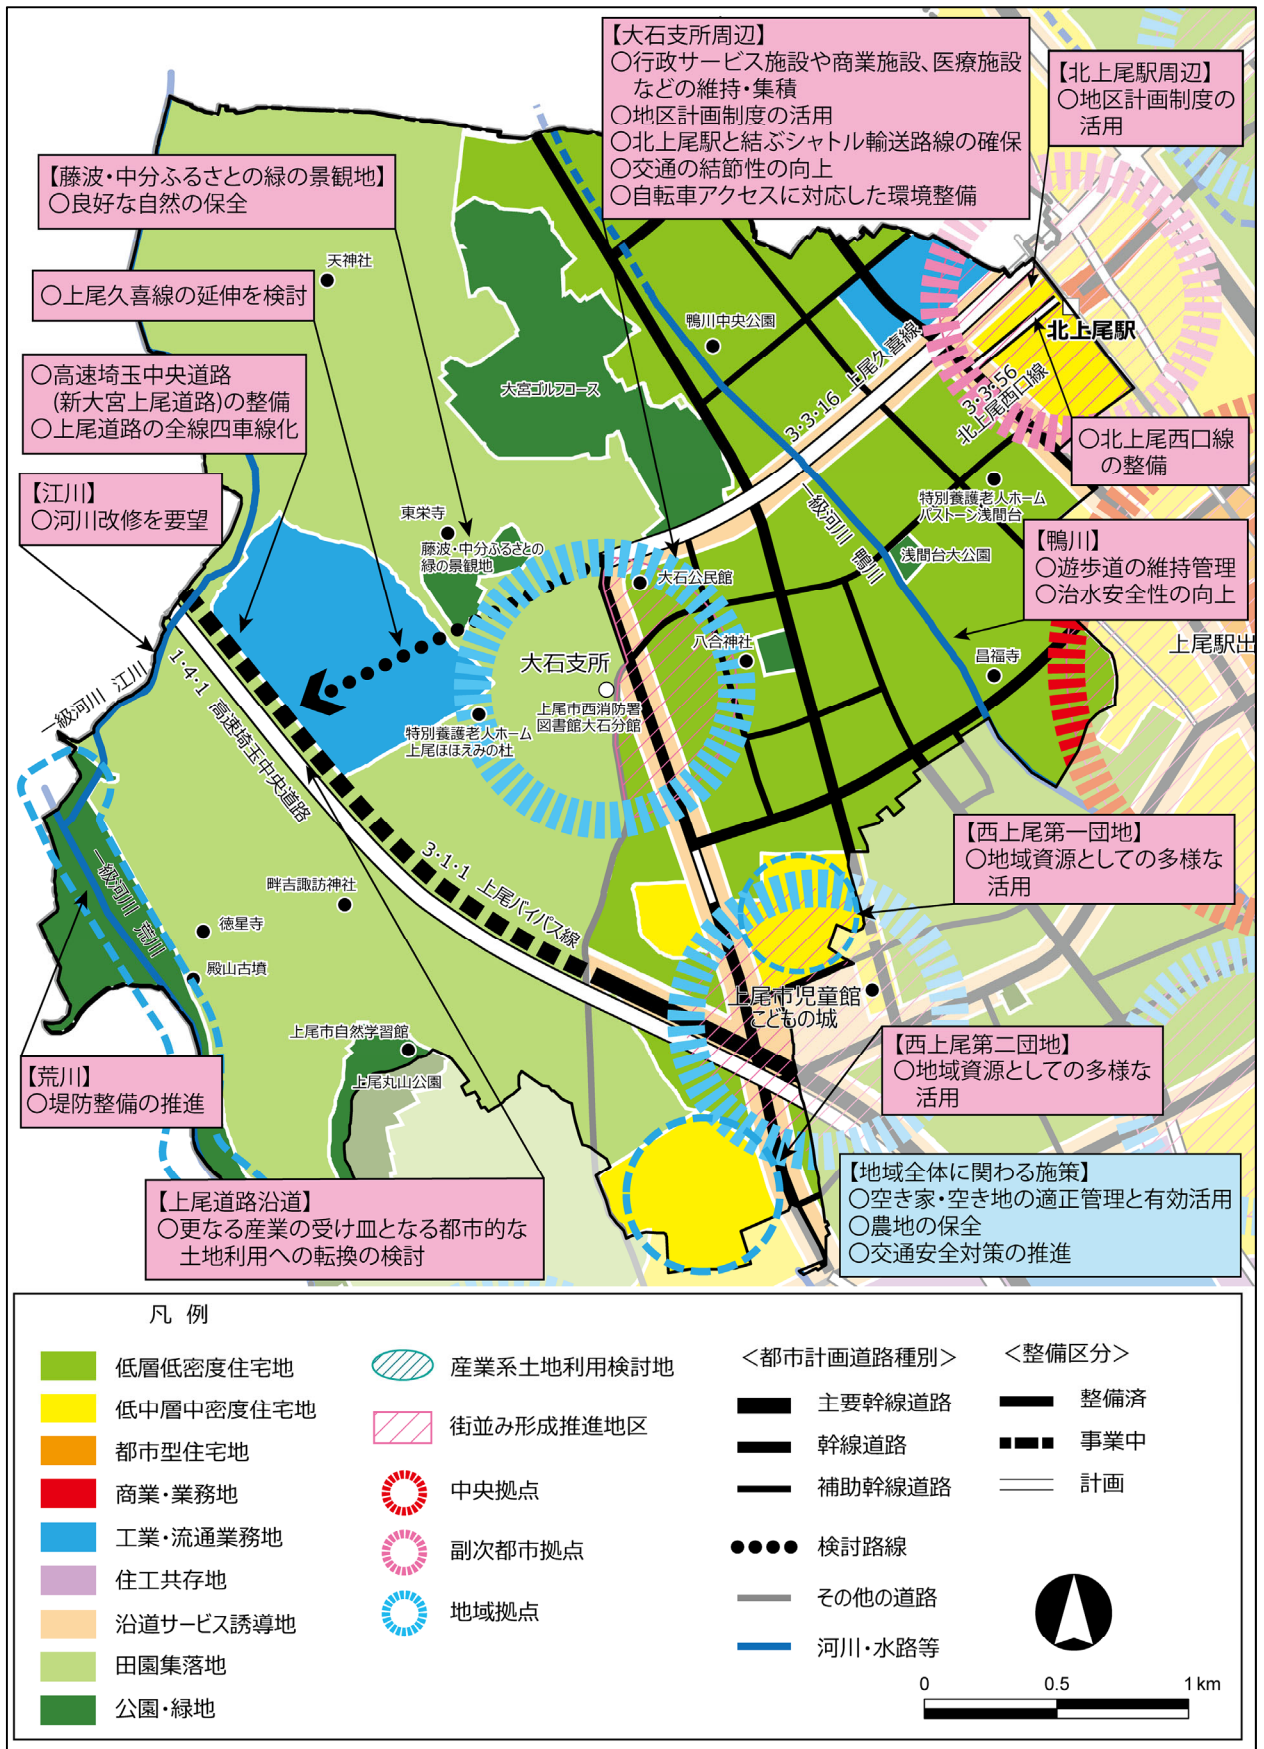 【大石支所周辺】
○行政サービス施設や商業施設、医療施設
などの維持・集積
○地区計画制度の活用
○北上尾駅と結ぶシャトル輸送路線の確保
○交通の結節性の向上
○自転車アクセスに対応した環境整備
【北上尾駅周辺】
○地区計画制度の
活用
【藤波・中分ふるさとの緑の景観地】
○良好な自然の保全
天神社
○上尾久喜線の延伸を検討
鴨川中央公園
北上尾駅
3・3・16 上尾久喜線
3・3・56
北上尾西口線
○高速埼玉中央道路
(新大宮上尾道路)の整備
○上尾道路の全線四車線化
大宮ゴルフコース
○北上尾西口線
の整備
【江川】
○河川改修を要望
東栄寺
藤波・中分ふるさとの
緑の景観地
特別養護老人ホーム
パストーン浅間台
一級河川 鴨川
浅間台大公園
【鴨川】
○遊歩道の維持管理
○治水安全性の向上
大石公民館
八合神社
昌福寺
上尾駅出
大石支所
上尾市西消防署
図書館大石分館
特別養護老人ホーム
上尾ほほえみの杜
一級河川 江川
1・4・1 高速埼玉中央道路
3・1・1 上尾バイパス線
【西上尾第一団地】
○地域資源としての多様な
活用
畔吉諏訪神社
徳星寺
殿山古墳
一級河川 荒川
上尾市児童館
こどもの城
上尾市自然学習館
上尾丸山公園
【西上尾第二団地】
○地域資源としての多様な
活用
【荒川】
○堤防整備の推進
【上尾道路沿道】
○更なる産業の受け皿となる都市的な
土地利用への転換の検討
【地域全体に関わる施策】
○空き家・空き地の適正管理と有効活用
○農地の保全
○交通安全対策の推進
凡 例
低層低密度住宅地
低中層中密度住宅地
都市型住宅地
商業・業務地
工業・流通業務地
住工共存地
沿道サービス誘導地
田園集落地
公園・緑地
産業系土地利用検討地
街並み形成推進地区
中央拠点
副次都市拠点
地域拠点
＜都市計画道路種別＞
主要幹線道路
幹線道路
補助幹線道路
検討路線
その他の道路
河川・水路等
＜整備区分＞
整備済
事業中
計画
0 0.5 1 km